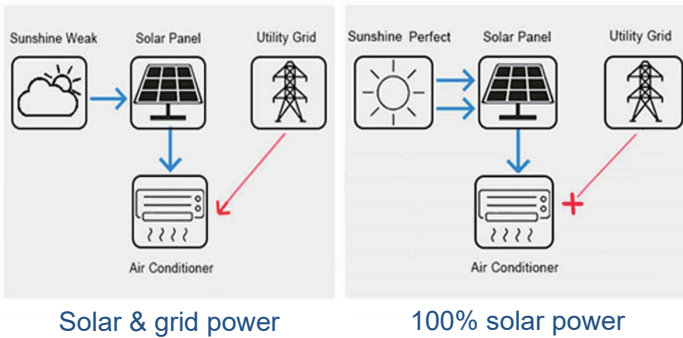 Sunshine Weak
Solar Panel
Utility Grid
Air Conditioner
Solar & grid power
Sunshine Perfect
Solar Panel
Utility Grid
Air Conditioner
100% solar power